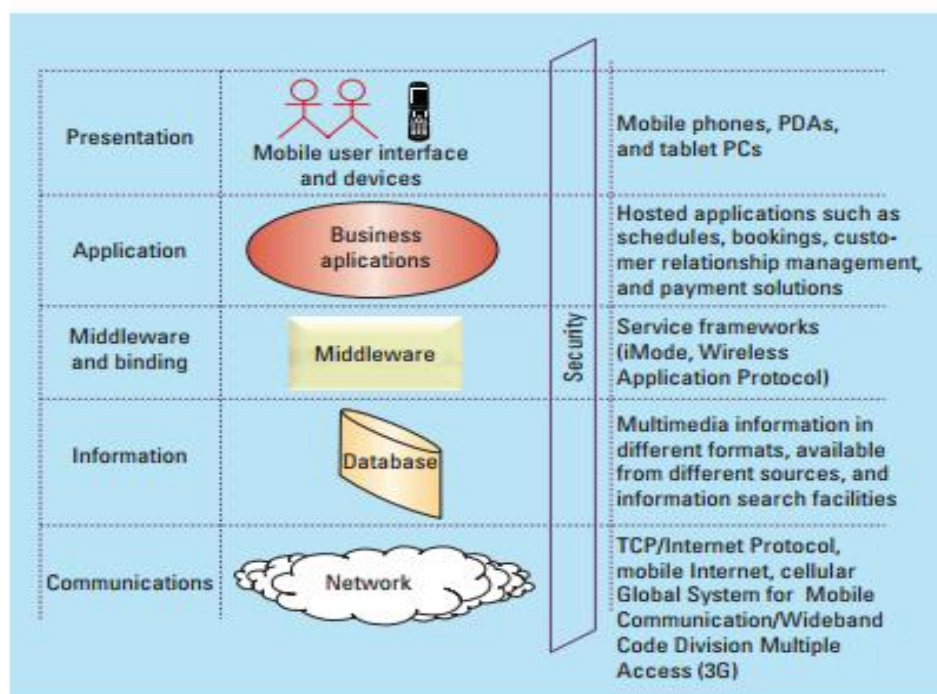 Presentation
Mobile user interface
and devices
Mobile phones, PDAs,
and tablet PCs
Application
Business
aplications
Hosted applications such as
schedules, bookings, custo-
mer relationship management,
and payment solutions
Middleware
and binding
Middleware
Security
Service frameworks
(iMode, Wireless
Application Protocol)
Information
Database
Multimedia information in
different formats, available
from different sources, and
information search facilities
Communications
Network
TCP/Internet Protocol,
mobile Internet, cellular
Global System for Mobile
Communication/Wideband
Code Division Multiple
Access (3G)